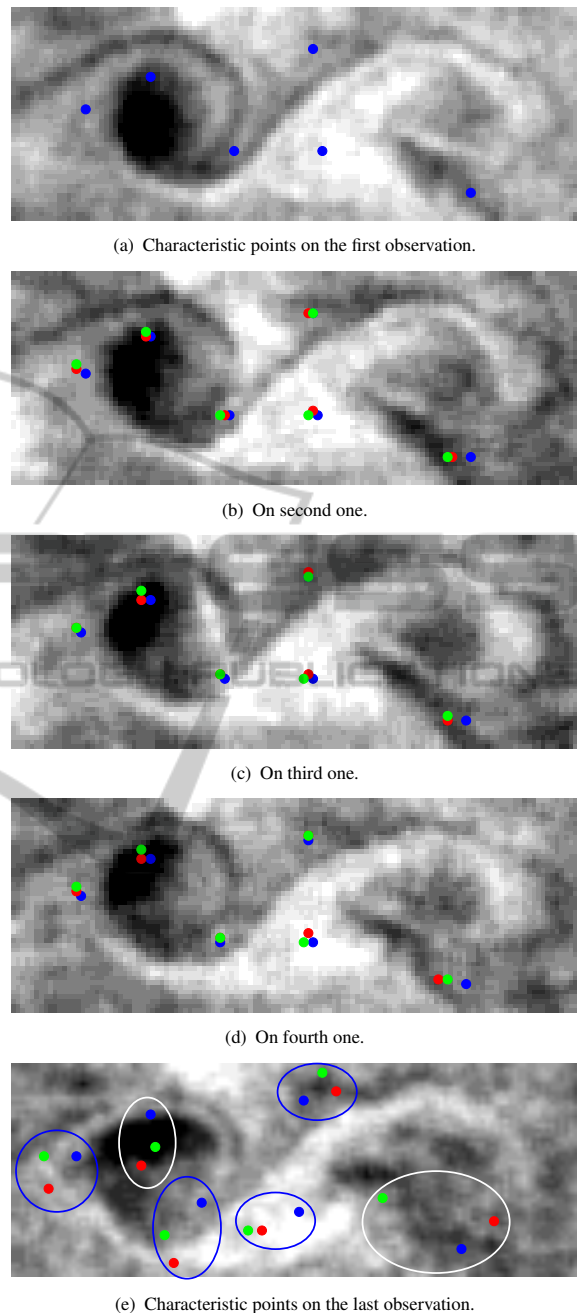 (a) Characteristic points on the first observation.
(b) On second one.
(c) On third one.
(d) On fourth one.
(e) Characteristic points on the last observation.